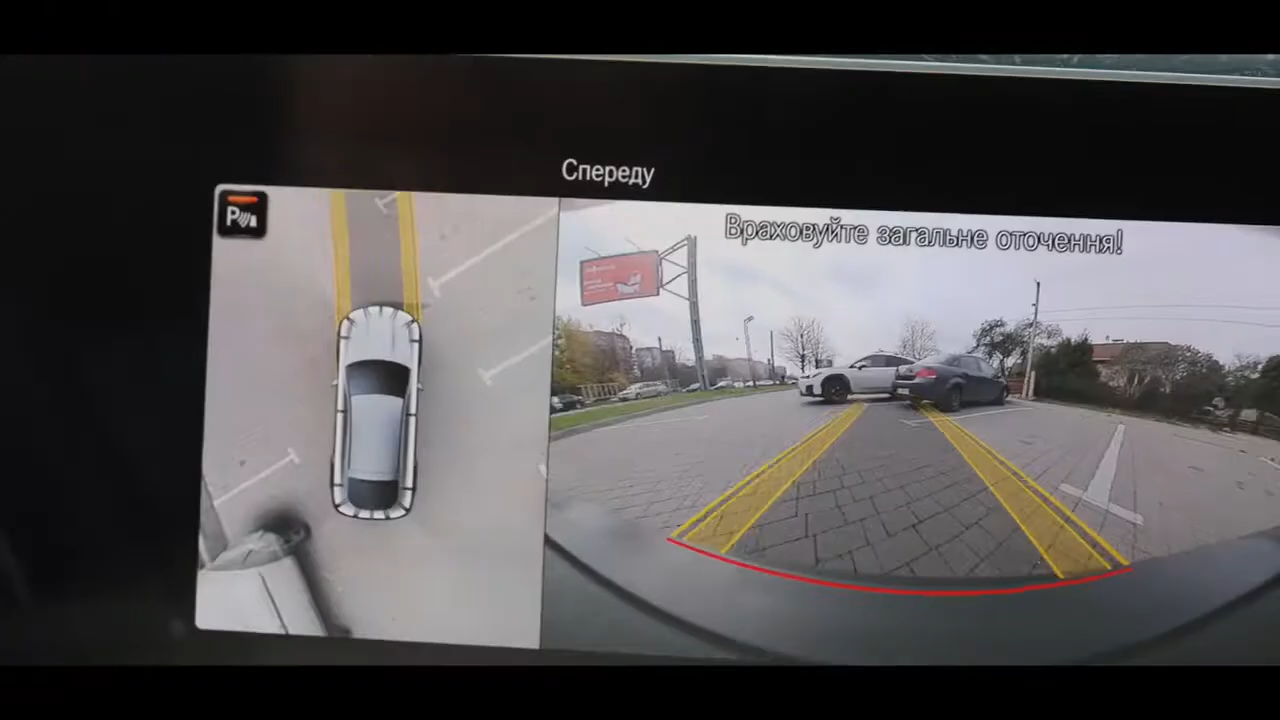 Спереду
P
Враховуйте загальне оточення!